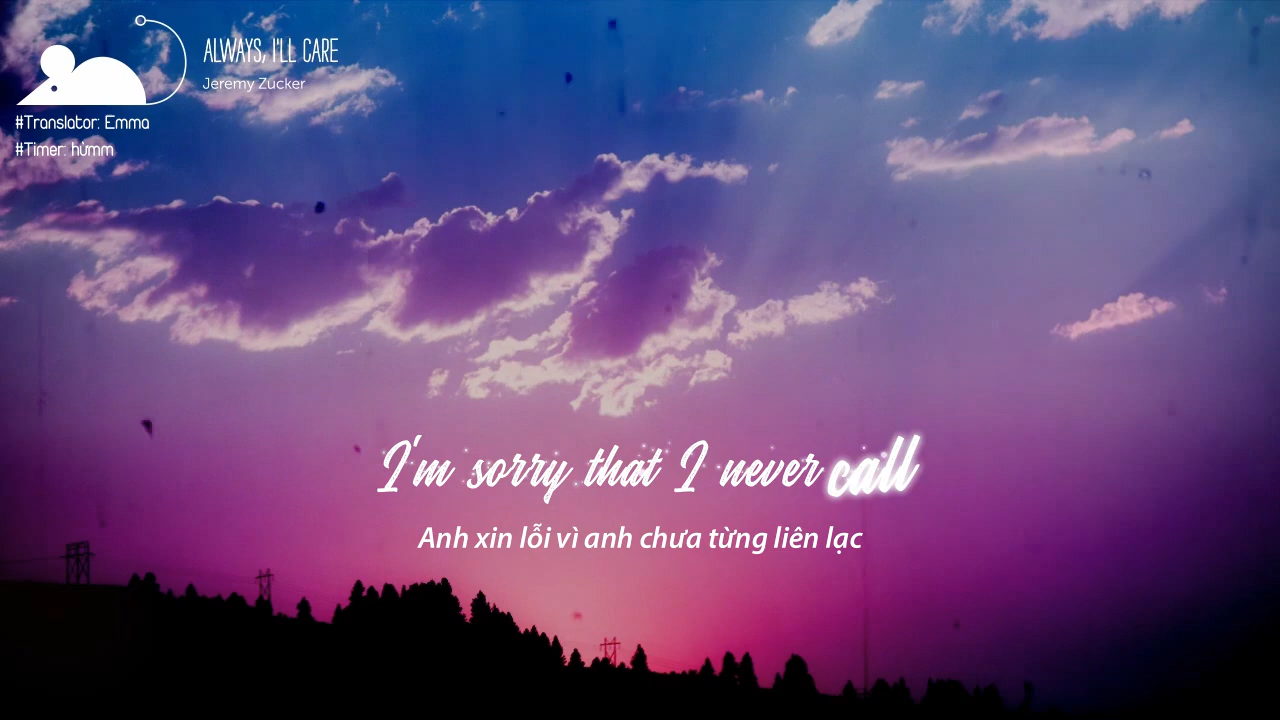 ALWAYS, I'LL CARE
Jeremy Zucker
#Translator: Emma
#Timer: hừmm
I'm sorry that I never call
Anh xin lỗi vì anh chưa từng liên lạc